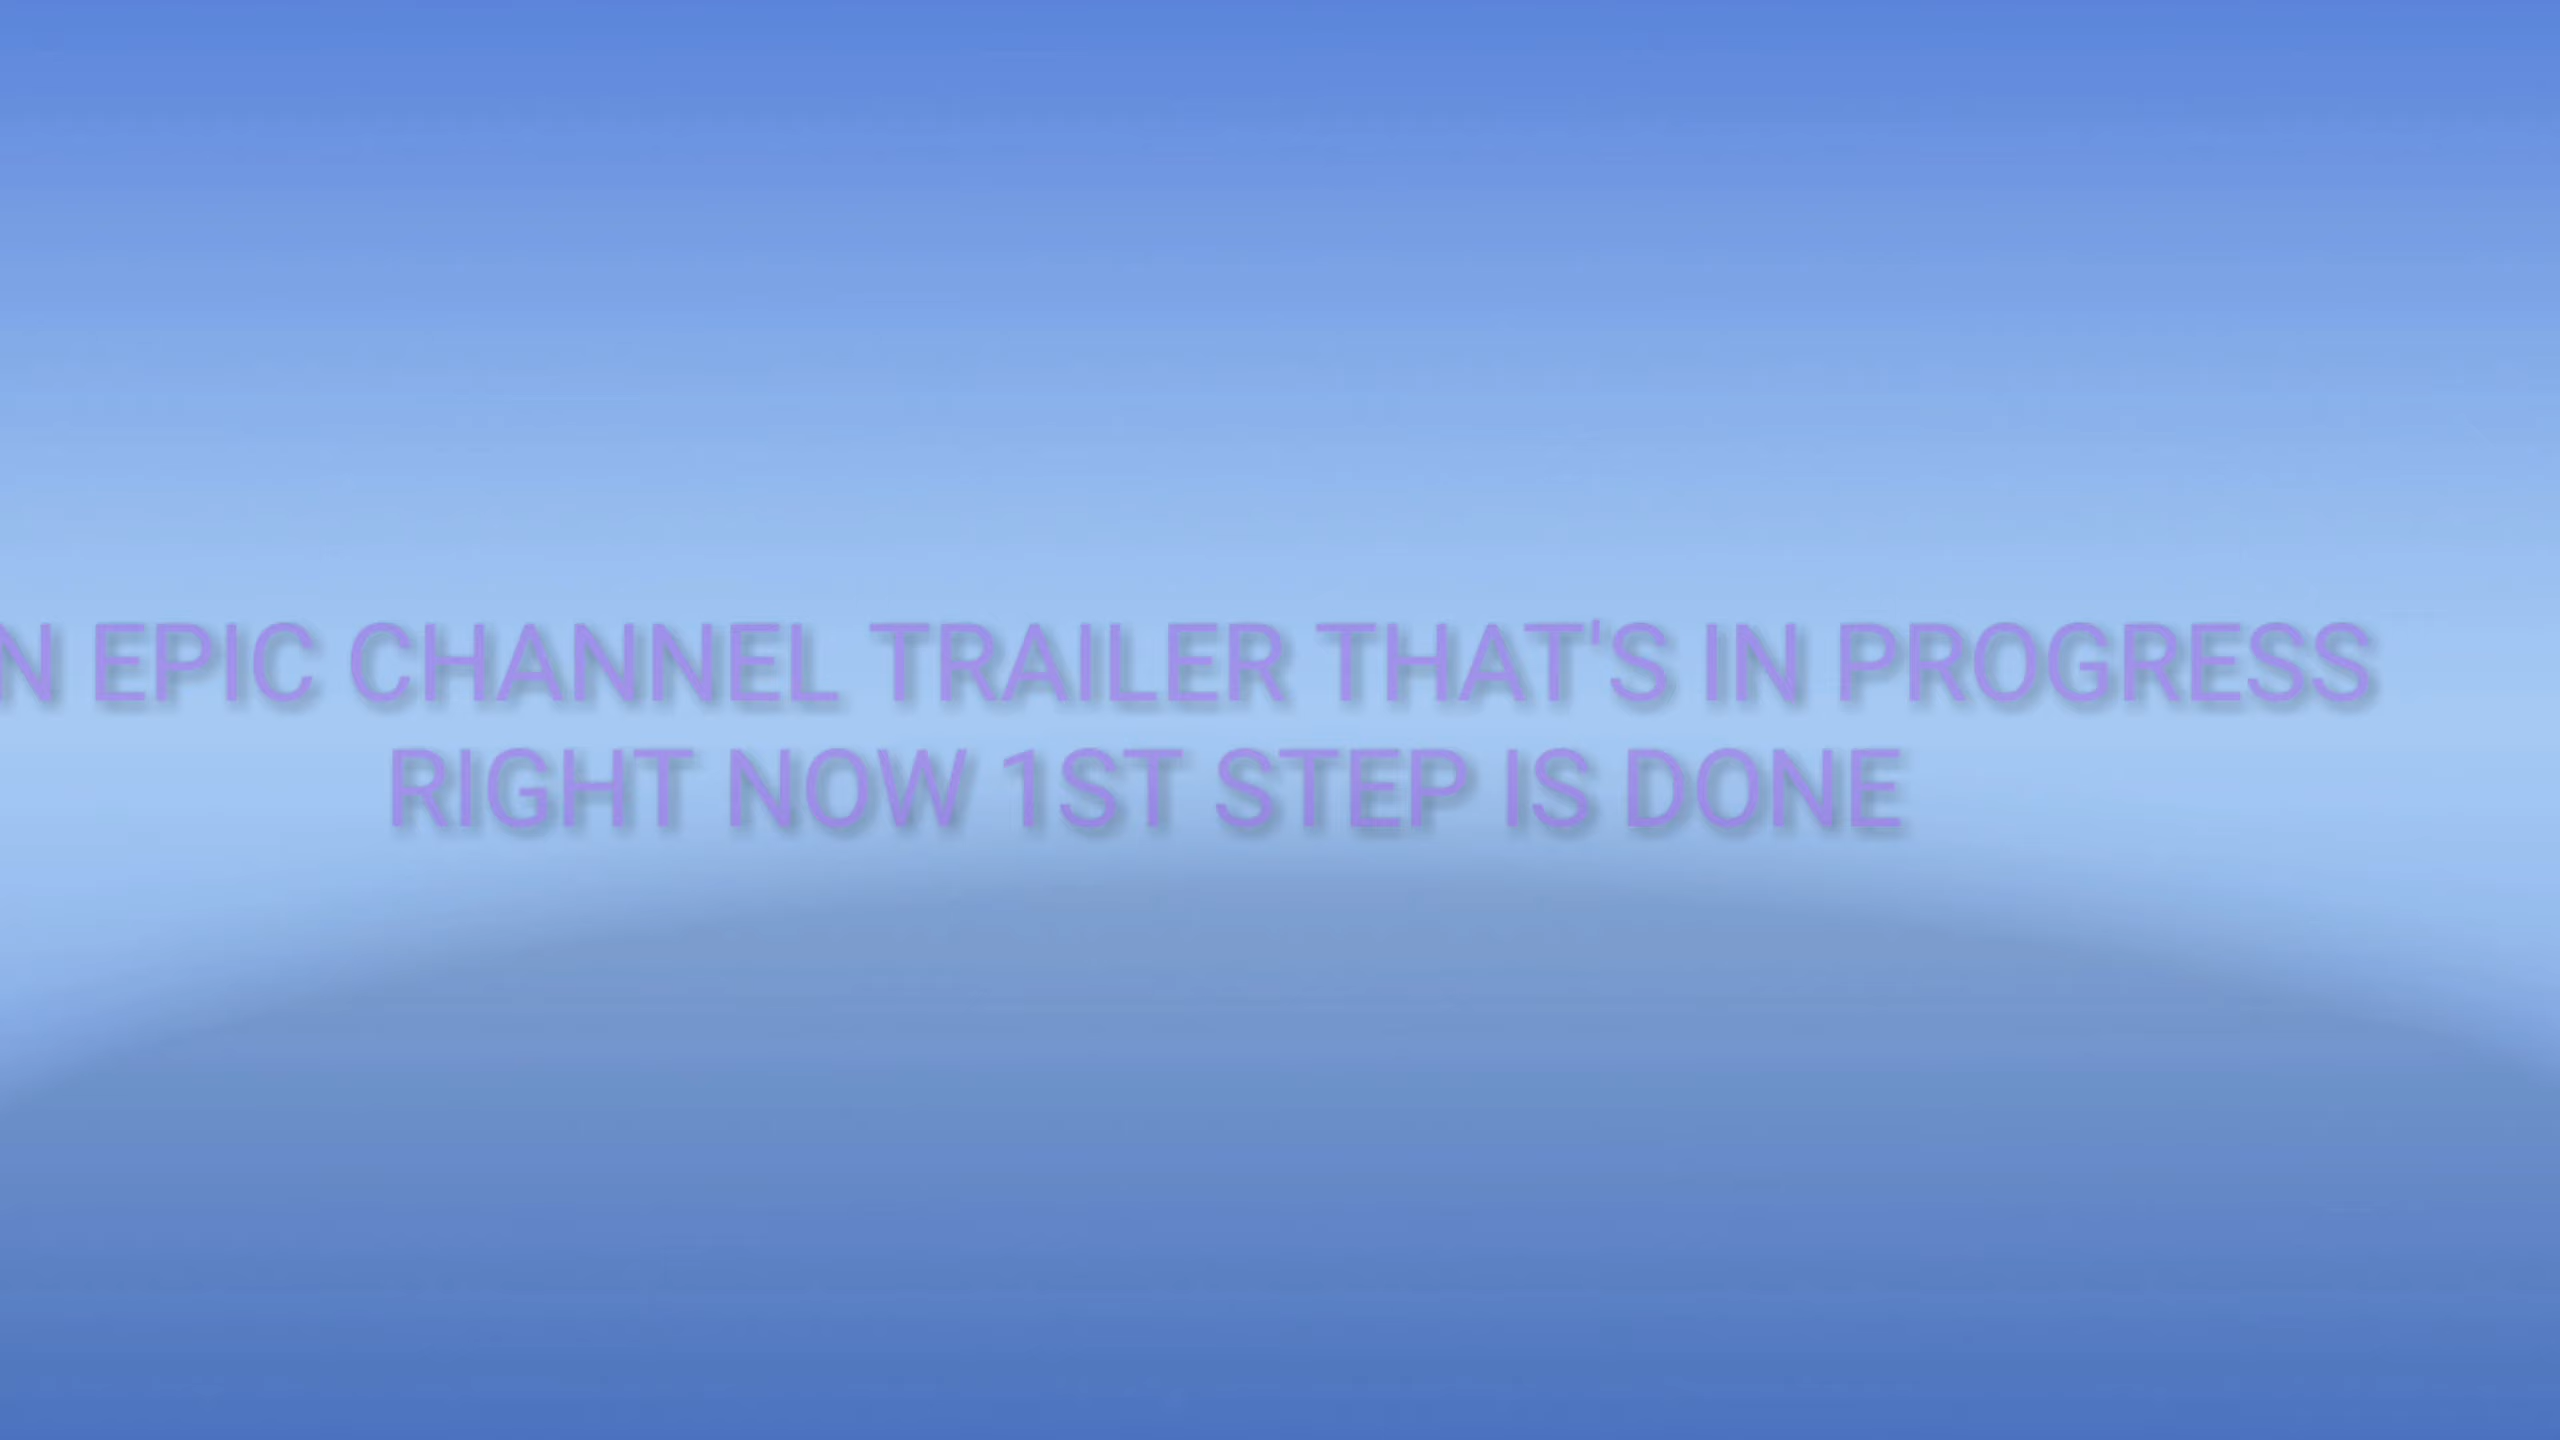 N EPIC CHANNEL TRAILER THAT'S IN PROGRESS
RIGHT NOW 1ST STEP IS DONE